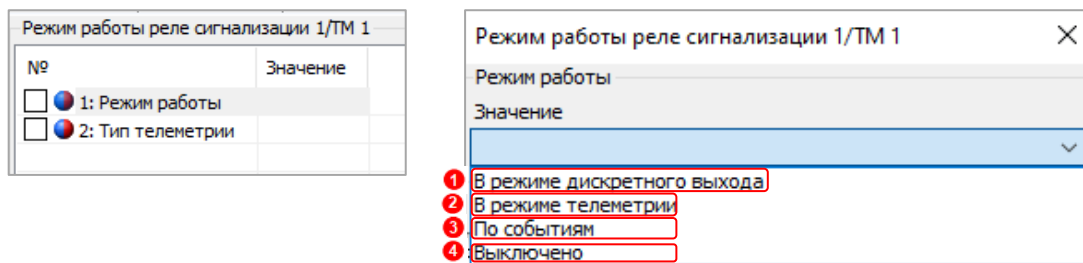 Режим работы реле сигнализации 1/ТМ 1
№ Значение
1: Режим работы
2: Тип телеметрии
Режим работы реле сигнализации 1/ТМ 1
Режим работы
Значение
1 В режиме дискретного выхода
2 В режиме телеметрии
3 По событиям
4 Выключено